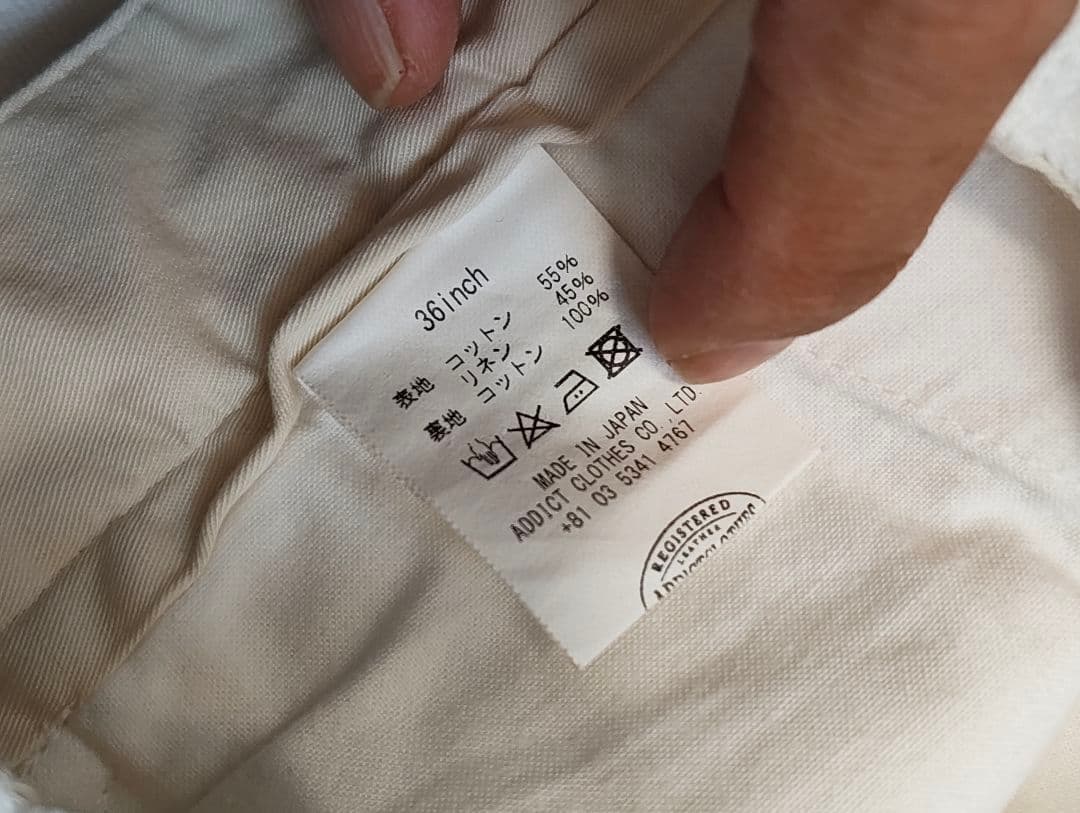 36inch
表地 コットン 55%
リネン 45%
裏地 コットン 100%
MADE IN JAPAN
ADDICT CLOTHES CO., LTD.
+81 03 5341 4767
REGISTERED
LEATHER